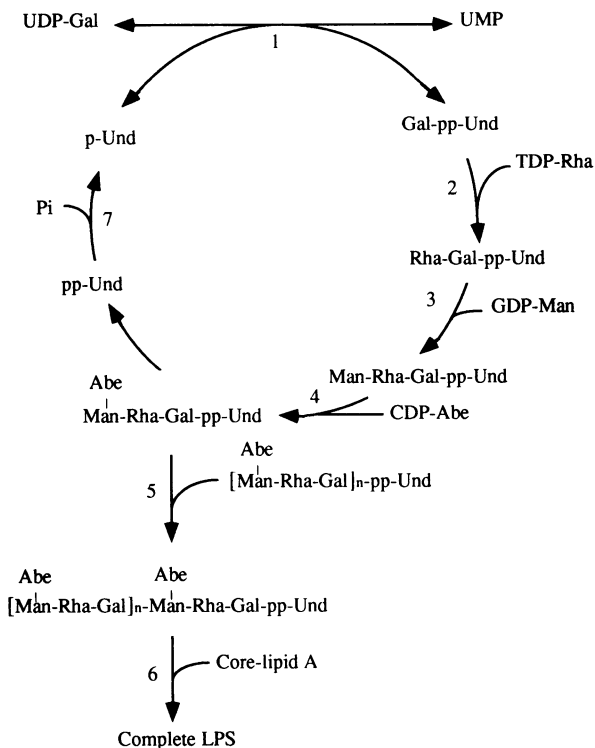 UDP-Gal UMP
1
p-Und Gal-pp-Und
TDP-Rha
2
Pi 7
Rha-Gal-pp-Und
pp-Und 3
GDP-Man
Abe Man-Rha-Gal-pp-Und
4
Man-Rha-Gal-pp-Und CDP-Abe
Abe
5 [Man-Rha-Gal]n-pp-Und
Abe Abe
[Man-Rha-Gal]n-Man-Rha-Gal-pp-Und
6 Core-lipid A
Complete LPS